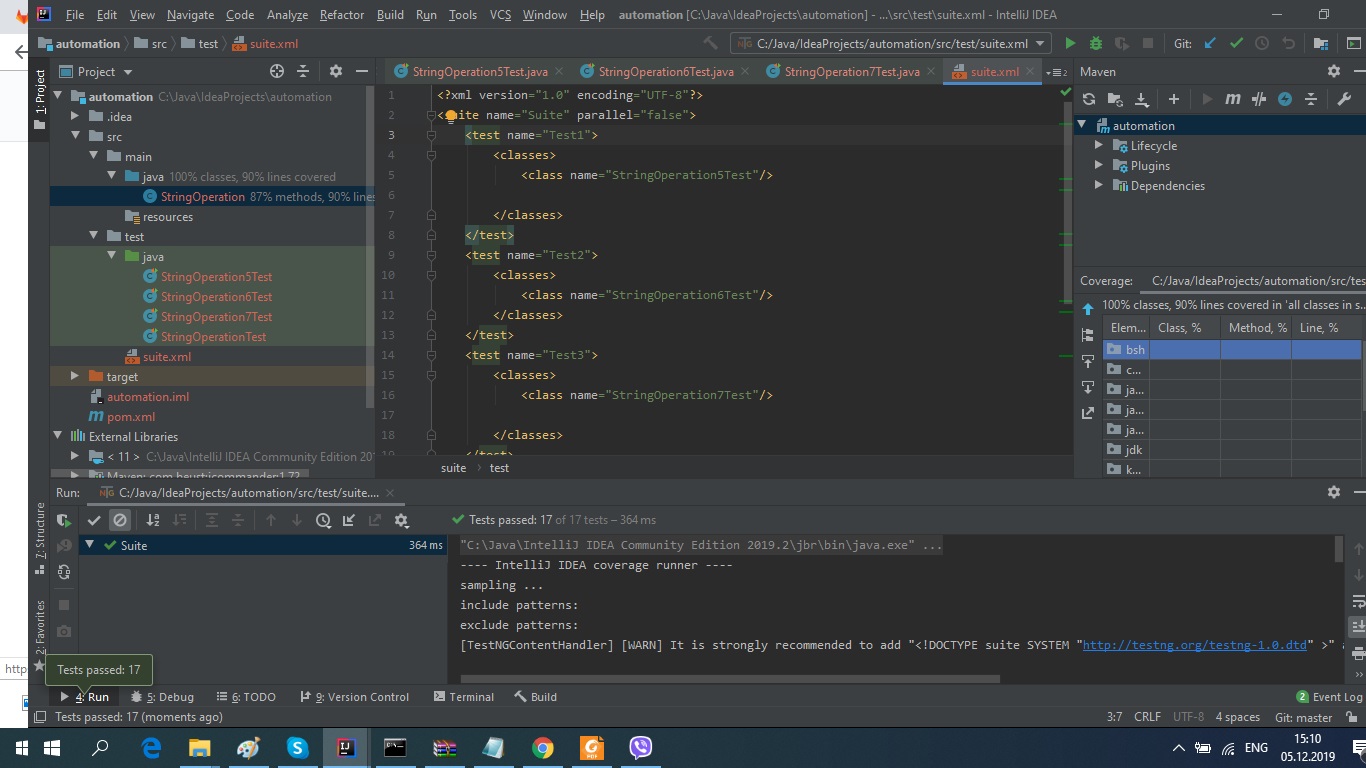 File Edit View Navigate Code Analyze Refactor Build Run Tools VCS Window Help automation [C:\Java\IdeaProjects\automation] - ...\src\test\suite.xml - IntelliJ IDEA
automation src test suite.xml C:/Java/IdeaProjects/automation/src/test/suite.xml Git:
1: Project
Project
StringOperation5Test.java StringOperation6Test.java StringOperation7Test.java suite.xml 2
Maven
automation C:\Java\IdeaProjects\automation
.idea
src
main
java 100% classes, 90% lines covered
StringOperation 87% methods, 90% lines
resources
test
java
StringOperation5Test
StringOperation6Test
StringOperation7Test
StringOperationTest
suite.xml
target
automation.iml
pom.xml
External Libraries
< 11 > C:\Java\IntelliJ IDEA Community Edition 201
Maven: com.beust:jcommander:1.72
1 <?xml version="1.0" encoding="UTF-8"?>
2 <suite name="Suite" parallel="false">
3 <test name="Test1">
4 <classes>
5 <class name="StringOperation5Test"/>
6
7 </classes>
8 </test>
9 <test name="Test2">
10 <classes>
11 <class name="StringOperation6Test"/>
12 </classes>
13 </test>
14 <test name="Test3">
15 <classes>
16 <class name="StringOperation7Test"/>
17
18 </classes>
19 </test>
suite test
automation
Lifecycle
Plugins
Dependencies
Coverage: C:/Java/IdeaProjects/automation/src/tes
100% classes, 90% lines covered in 'all classes in s...
Elem... Class, % Method, % Line, %
bsh
c...
ja...
ja...
ja...
jdk
k...
Run: C:/Java/IdeaProjects/automation/src/test/suite....
Tests passed: 17 of 17 tests – 364 ms
Suite 364 ms
"C:\Java\IntelliJ IDEA Community Edition 2019.2\jbr\bin\java.exe" ...
---- IntelliJ IDEA coverage runner ----
sampling ...
include patterns:
exclude patterns:
[TestNGContentHandler] [WARN] It is strongly recommended to add "<!DOCTYPE suite SYSTEM "http://testng.org/testng-1.0.dtd" >"
7: Structure
2: Favorites
http
Tests passed: 17
4: Run 5: Debug 6: TODO 9: Version Control Terminal Build 2 Event Log
Tests passed: 17 (moments ago) 3:7 CRLF UTF-8 4 spaces Git: master
ENG
15:10
05.12.2019